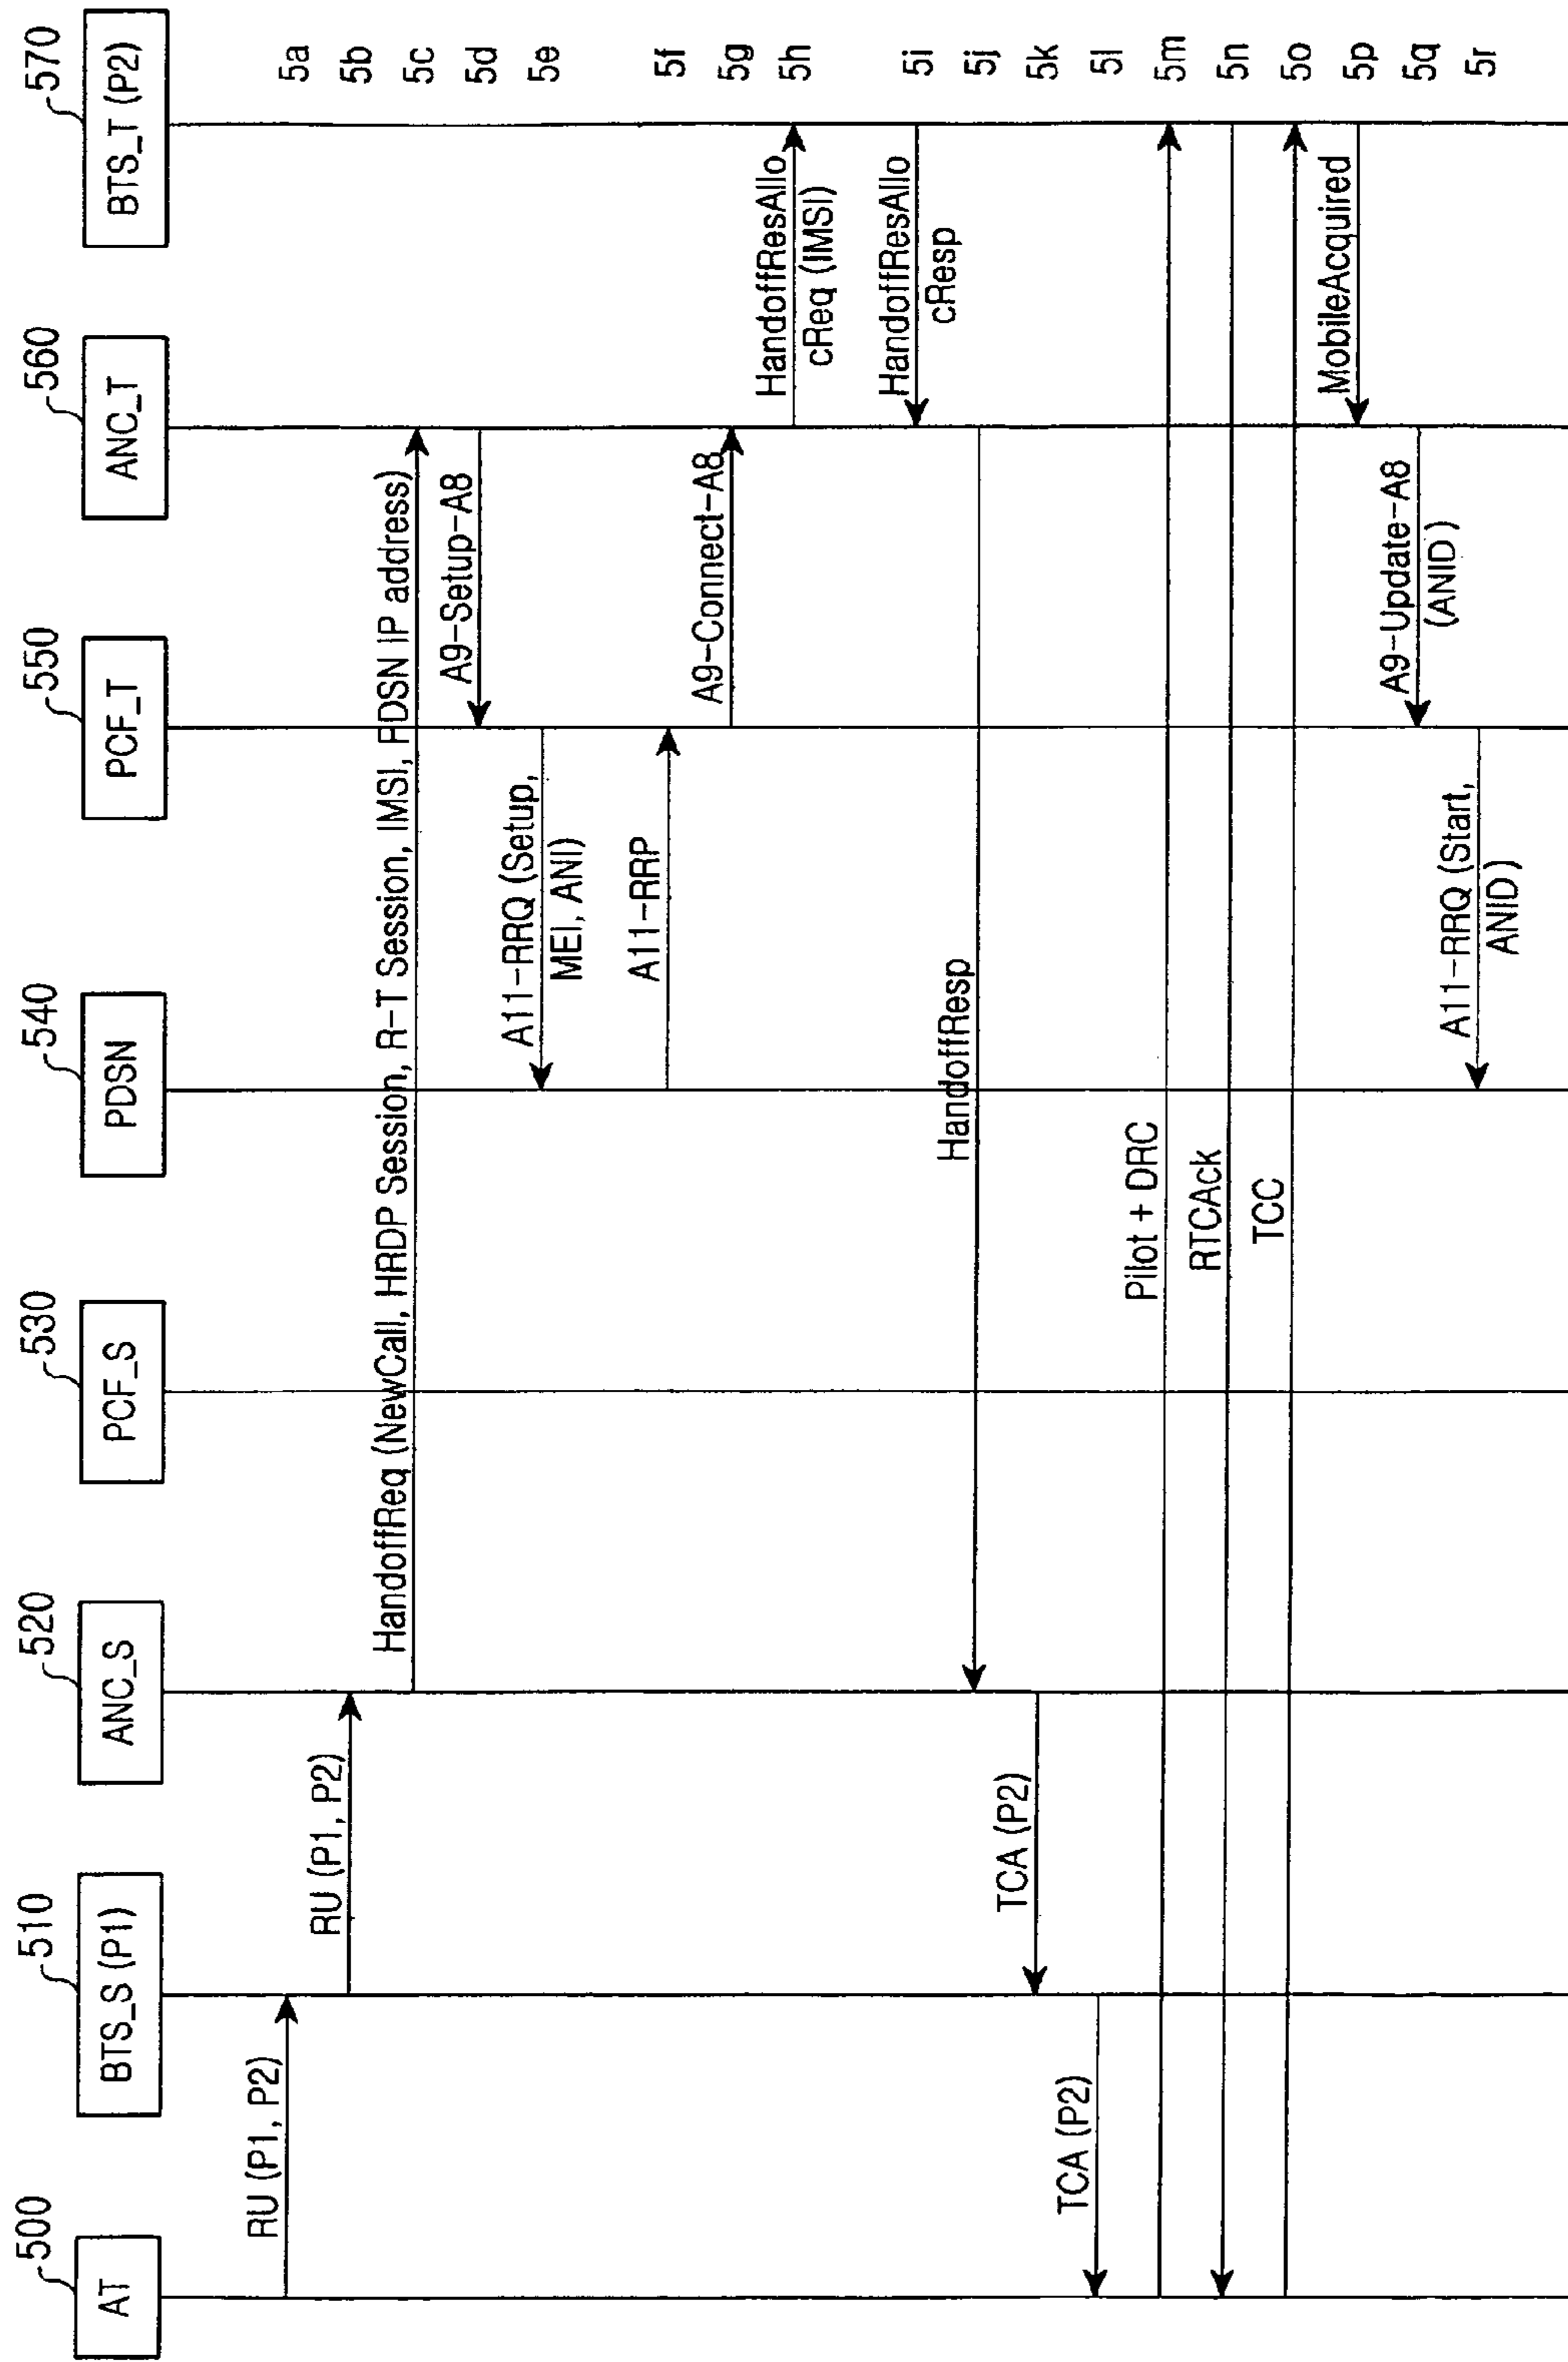 500
510
520
530
540
550
560
570
AT
BTS_S (P1)
ANC_S
PCF_S
PDSN
PCF_T
ANC_T
BTS_T (P2)
RU (P1, P2)
5a
RU (P1, P2)
5b
HandoffReq (NewCall, HRDP Session, R-T Session, IMSI, PDSN IP address)
5c
A9-Setup-A8
5d
A11-RRQ (Setup,
MEI, ANI)
5e
A11-RRP
5f
A9-Connect-A8
5g
HandoffResAllo
cReq (IMSI)
5h
HandoffResAllo
cResp
5i
HandoffResp
5j
TCA (P2)
5k
TCA (P2)
5l
Pilot + DRC
5m
RTCAck
5n
TCC
5o
MobileAcquired
5p
A9-Update-A8
(ANID)
5q
A11-RRQ (Start,
ANID)
5r